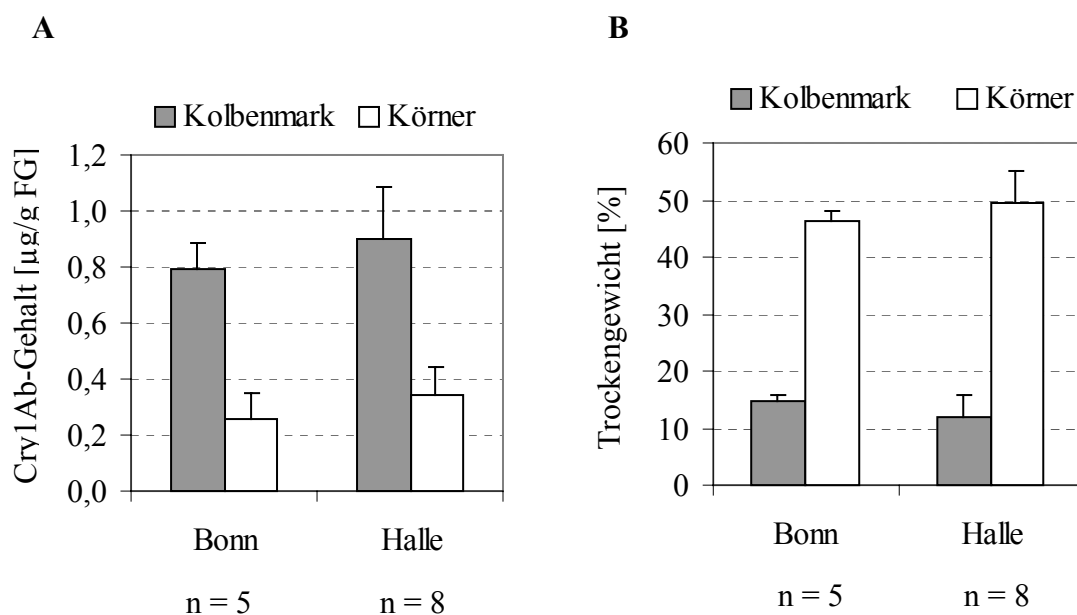 A
Kolbenmark Körner
Cry1Ab-Gehalt [µg/g FG]
1,2
1,0
0,8
0,6
0,4
0,2
0,0
Bonn Halle
n = 5 n = 8
B
Kolbenmark Körner
Trockengewicht [%]
60
50
40
30
20
10
0
Bonn Halle
n = 5 n = 8